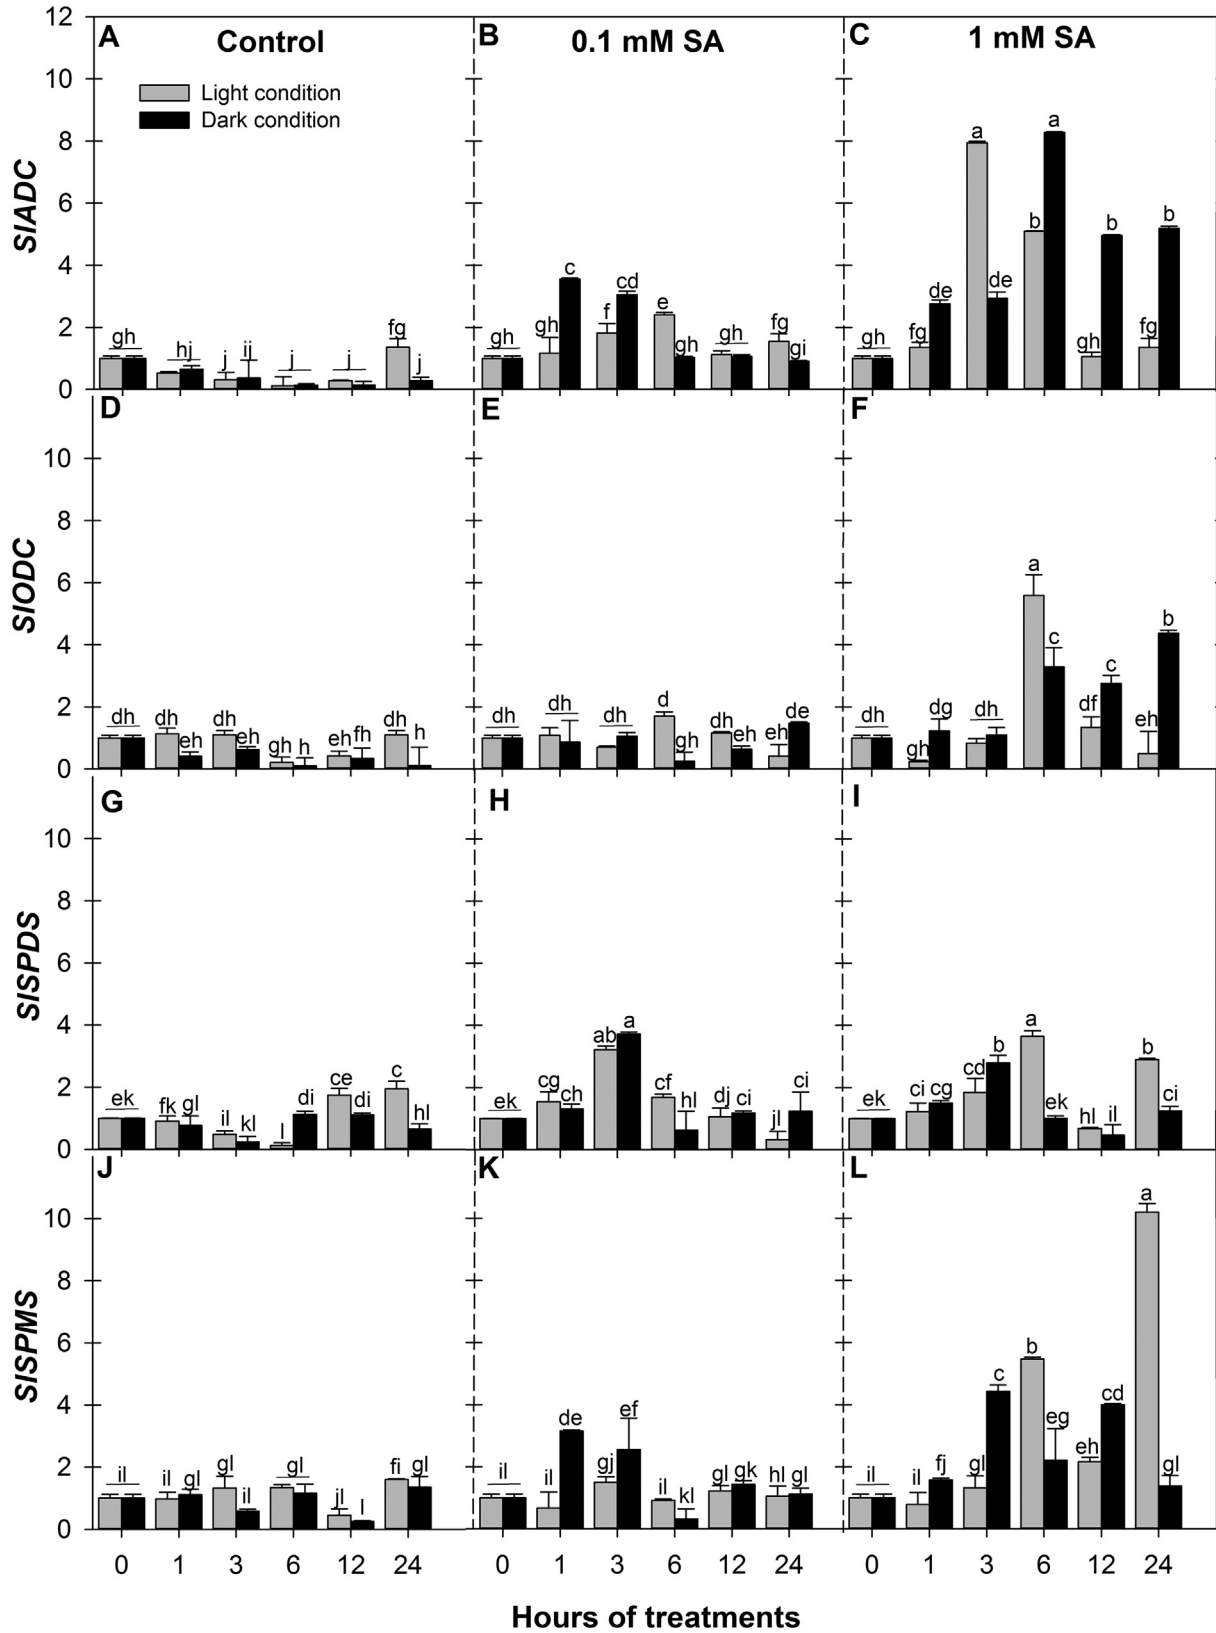 12
A Control
B 0.1 mM SA
C 1 mM SA
Light condition
Dark condition
SlADC
10
8
6
4
2
0
gh hj j ij j j fg j
gh gh c f cd e gh gh fg gi
gh fg de a de b a gh b fg b
D E F
SlODC
10
8
6
4
2
0
dh dh eh dh eh gh h eh fh dh h
dh dh dh d gh dh eh eh de
dh gh dg dh a c df c eh b
G H I
SlSPDS
10
8
6
4
2
0
ek fk gl il kl l di ce di c hl
ek cg ch ab a cf hl dj ci jl ci
ek ci cg cd b a ek hl il b ci
J K L
SlSPMS
10
8
6
4
2
0
il il gl gl il gl jl l fi gl
il il de gj ef il kl gl gk hl gl
il il fj gl c b eg eh cd a gl
0 1 3 6 12 24 0 1 3 6 12 24 0 1 3 6 12 24
Hours of treatments